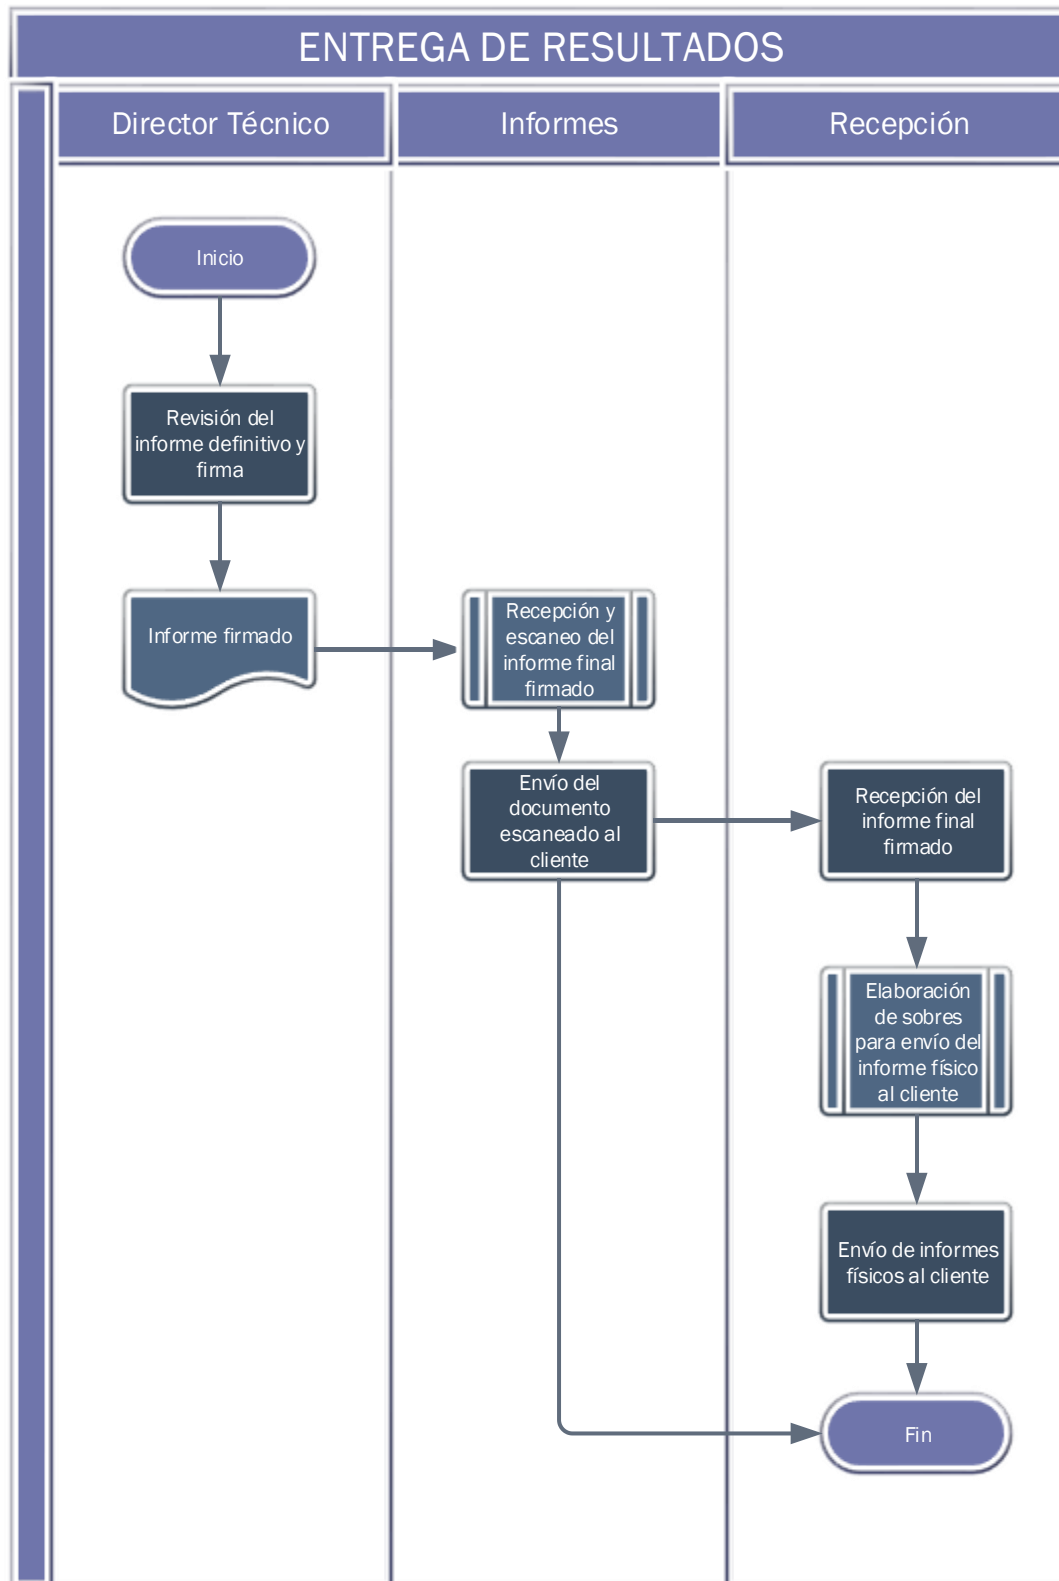 ENTREGA DE RESULTADOS
Director Técnico
Informes
Recepción
Inicio
Revisión del
informe definitivo y
firma
Informe firmado
Recepción y
escaneo del
informe final
firmado
Envío del
documento
escaneado al
cliente
Recepción del
informe final
firmado
Elaboración
de sobres
para envío del
informe físico
al cliente
Envío de informes
físicos al cliente
Fin